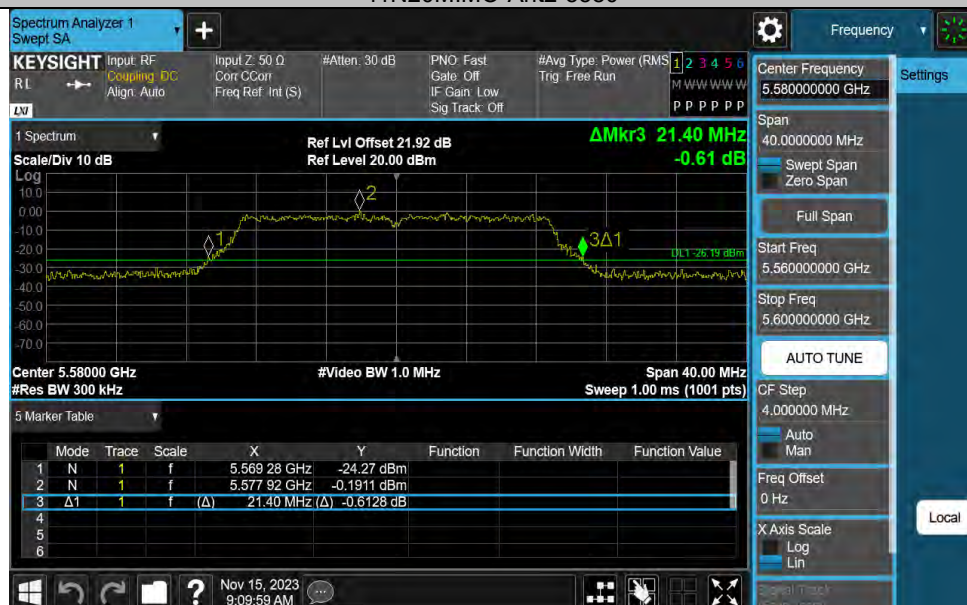 Spectrum Analyzer 1
Swept SA
Frequency
KEYSIGHT
RL
LXI
Input: RF
Coupling: DC
Align: Auto
Input Z: 50 Ω
Corr CCorr
Freq Ref: Int (S)
#Atten: 30 dB
PNO: Fast
Gate: Off
IF Gain: Low
Sig Track: Off
#Avg Type: Power (RMS
Trig: Free Run
1 2 3 4 5 6
M W W W W W
P P P P P P
1 Spectrum
Scale/Div 10 dB
Ref Lvl Offset 21.92 dB
Ref Level 20.00 dBm
ΔMkr3 21.40 MHz
-0.61 dB
Log
10.0
0.00
-10.0
-20.0
-30.0
-40.0
-50.0
-60.0
-70.0
1
2
3Δ1
DL1 -26.19 dBm
Center 5.58000 GHz
#Video BW 1.0 MHz
Span 40.00 MHz
#Res BW 300 kHz
Sweep 1.00 ms (1001 pts)
5 Marker Table
Mode Trace Scale X Y Function Function Width Function Value
1 N 1 f 5.569 28 GHz -24.27 dBm
2 N 1 f 5.577 92 GHz -0.1911 dBm
3 Δ1 1 f (Δ) 21.40 MHz (Δ) -0.6128 dB
4
5
6
Nov 15, 2023
9:09:59 AM
Center Frequency
5.580000000 GHz
Settings
Span
40.0000000 MHz
Swept Span
Zero Span
Full Span
Start Freq
5.560000000 GHz
Stop Freq
5.600000000 GHz
AUTO TUNE
CF Step
4.000000 MHz
Auto
Man
Freq Offset
0 Hz
X Axis Scale
Log
Lin
Local
Signal Track